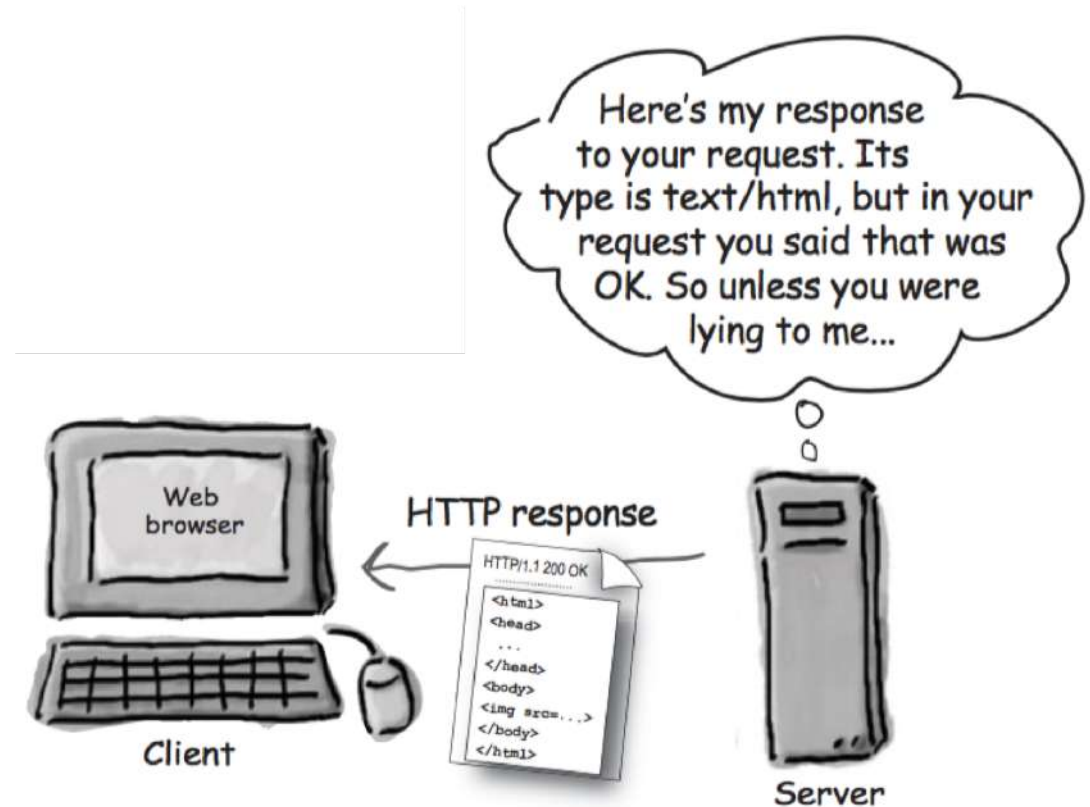 Here's my response
to your request. Its
type is text/html, but in your
request you said that was
OK. So unless you were
lying to me...
Web
browser
HTTP response
HTTP/1.1 200 OK
<html>
<head>
...
</head>
<body>
<img src=...>
</body>
</html>
Client
Server